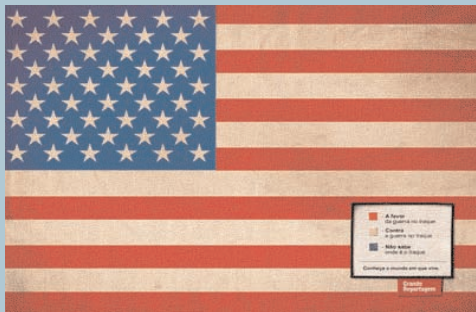 A favor
da guerra no Iraque
Contra
a guerra no Iraque
Não sabe
onde é o Iraque
Conheça o mundo em que vive.
Grande
Reportagem